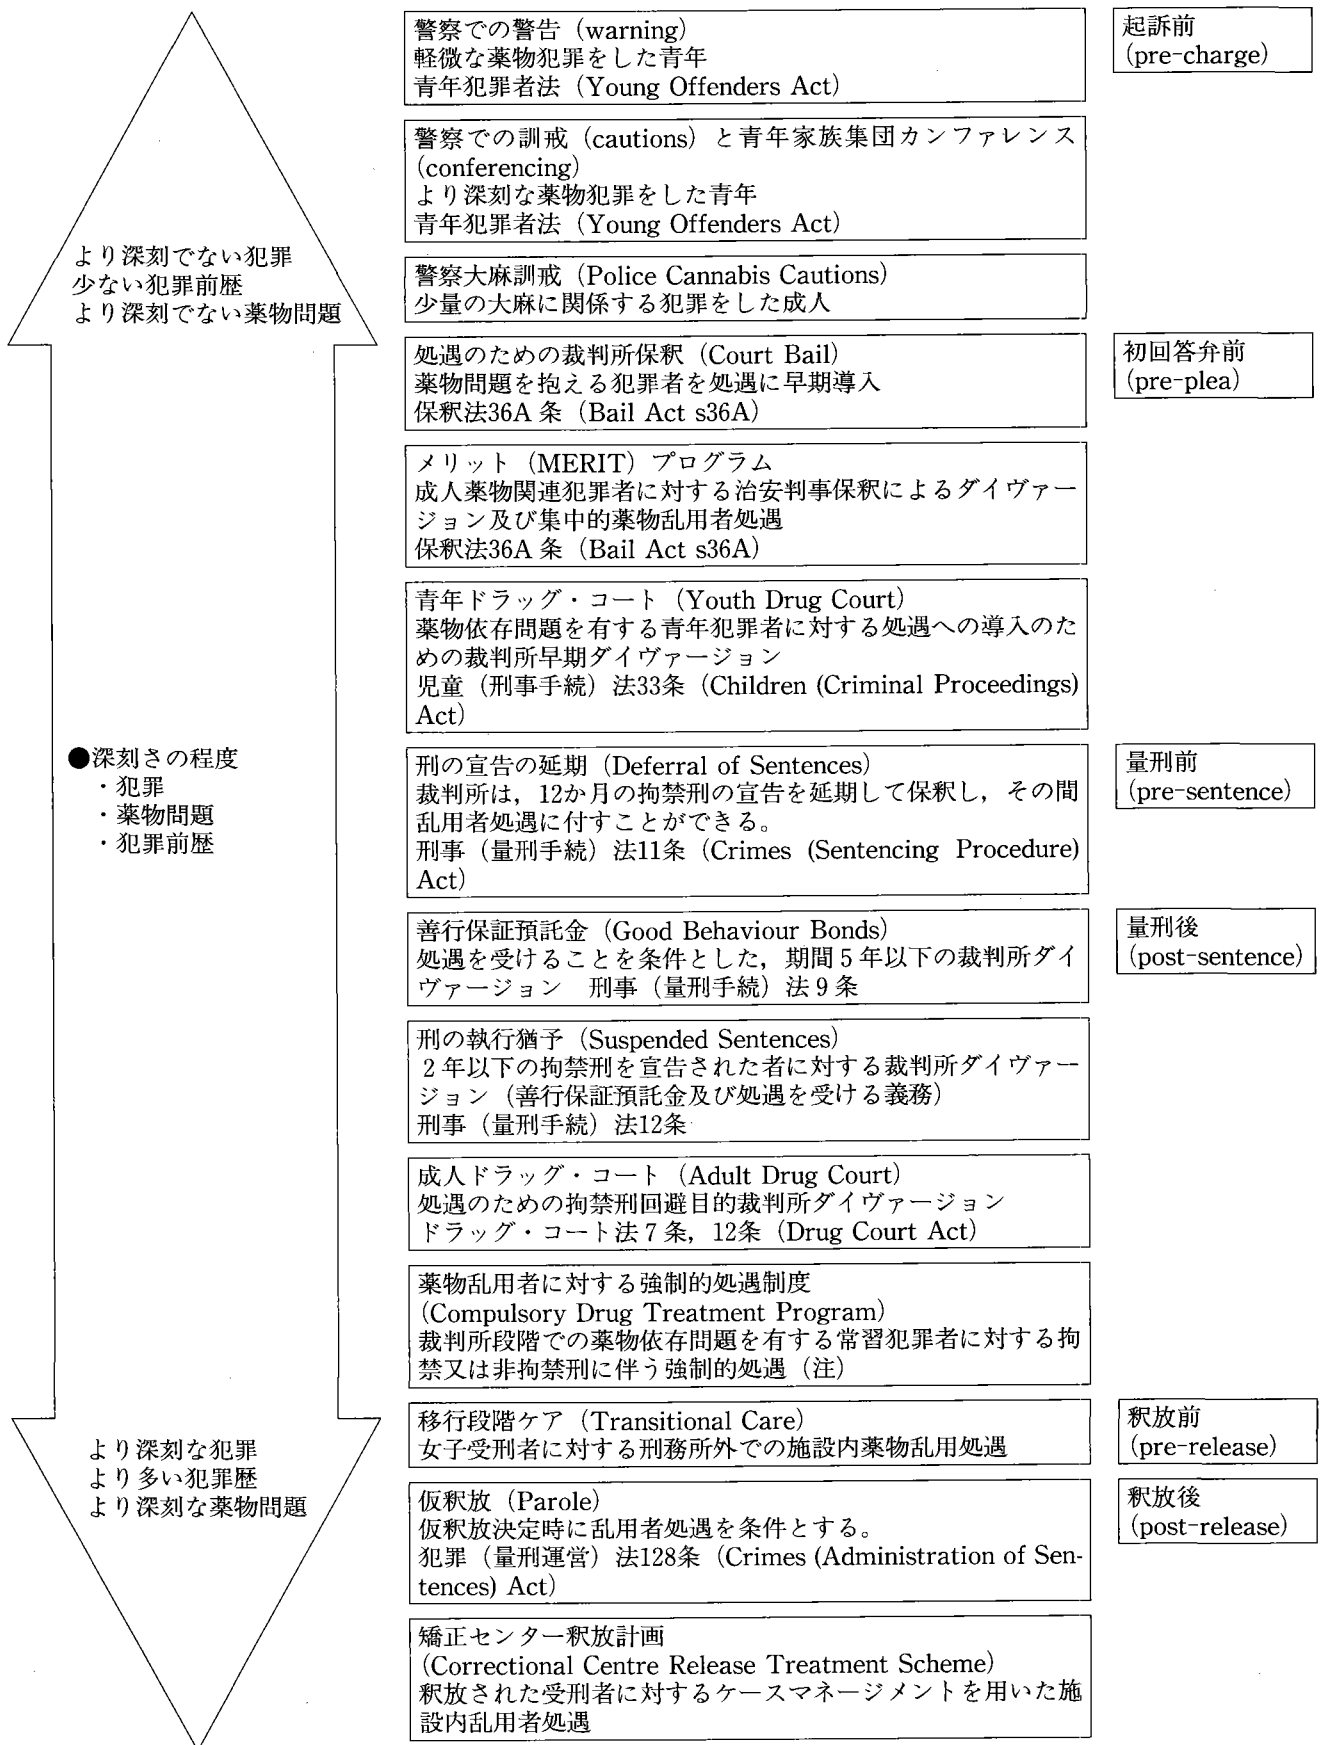 警察での警告 (warning)
軽微な薬物犯罪をした青年
青年犯罪者法 (Young Offenders Act)
起訴前
(pre-charge)
警察での訓戒 (cautions) と青年家族集団カンファレンス
(conferencing)
より深刻な薬物犯罪をした青年
青年犯罪者法 (Young Offenders Act)
より深刻でない犯罪
少ない犯罪前歴
より深刻でない薬物問題
警察大麻訓戒 (Police Cannabis Cautions)
少量の大麻に関係する犯罪をした成人
処遇のための裁判所保釈 (Court Bail)
薬物問題を抱える犯罪者を処遇に早期導入
保釈法36A 条 (Bail Act s36A)
初回答弁前
(pre-plea)
メリット (MERIT) プログラム
成人薬物関連犯罪者に対する治安判事保釈によるダイヴァー
ジョン及び集中的薬物乱用者処遇
保釈法36A 条 (Bail Act s36A)
青年ドラッグ・コート (Youth Drug Court)
薬物依存問題を有する青年犯罪者に対する処遇への導入のた
めの裁判所早期ダイヴァージョン
児童 (刑事手続) 法33条 (Children (Criminal Proceedings)
Act)
●深刻さの程度
・犯罪
・薬物問題
・犯罪前歴
刑の宣告の延期 (Deferral of Sentences)
裁判所は，12か月の拘禁刑の宣告を延期して保釈し，その間
乱用者処遇に付すことができる。
刑事 (量刑手続) 法11条 (Crimes (Sentencing Procedure)
Act)
量刑前
(pre-sentence)
善行保証預託金 (Good Behaviour Bonds)
処遇を受けることを条件とした，期間5年以下の裁判所ダイ
ヴァージョン　刑事 (量刑手続) 法9条
量刑後
(post-sentence)
刑の執行猶予 (Suspended Sentences)
2年以下の拘禁刑を宣告された者に対する裁判所ダイヴァー
ジョン (善行保証預託金及び処遇を受ける義務)
刑事 (量刑手続) 法12条
成人ドラッグ・コート (Adult Drug Court)
処遇のための拘禁刑回避目的裁判所ダイヴァージョン
ドラッグ・コート法7条，12条 (Drug Court Act)
薬物乱用者に対する強制的処遇制度
(Compulsory Drug Treatment Program)
裁判所段階での薬物依存問題を有する常習犯罪者に対する拘
禁又は非拘禁刑に伴う強制的処遇 (注)
より深刻な犯罪
より多い犯罪歴
より深刻な薬物問題
移行段階ケア (Transitional Care)
女子受刑者に対する刑務所外での施設内薬物乱用処遇
釈放前
(pre-release)
仮釈放 (Parole)
仮釈放決定時に乱用者処遇を条件とする。
犯罪 (量刑運営) 法128条 (Crimes (Administration of Sen-
tences) Act)
釈放後
(post-release)
矯正センター釈放計画
(Correctional Centre Release Treatment Scheme)
釈放された受刑者に対するケースマネージメントを用いた施
設内乱用者処遇